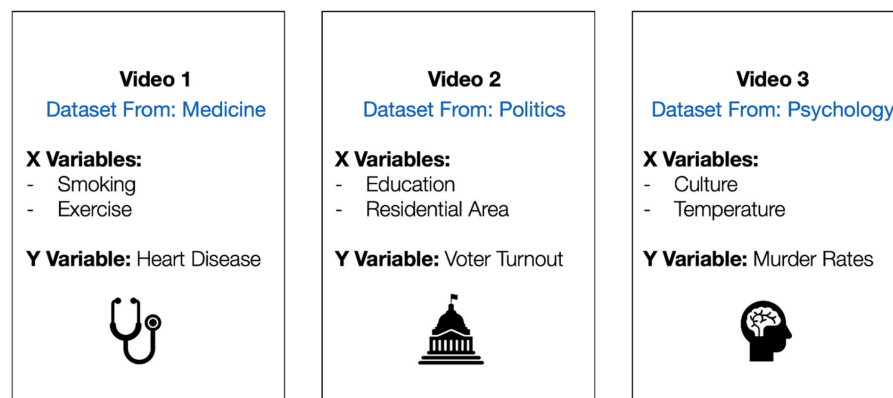 Video 1
Dataset From: Medicine
X Variables:
- Smoking
- Exercise
Y Variable: Heart Disease
Video 2
Dataset From: Politics
X Variables:
- Education
- Residential Area
Y Variable: Voter Turnout
Video 3
Dataset From: Psychology
X Variables:
- Culture
- Temperature
Y Variable: Murder Rates